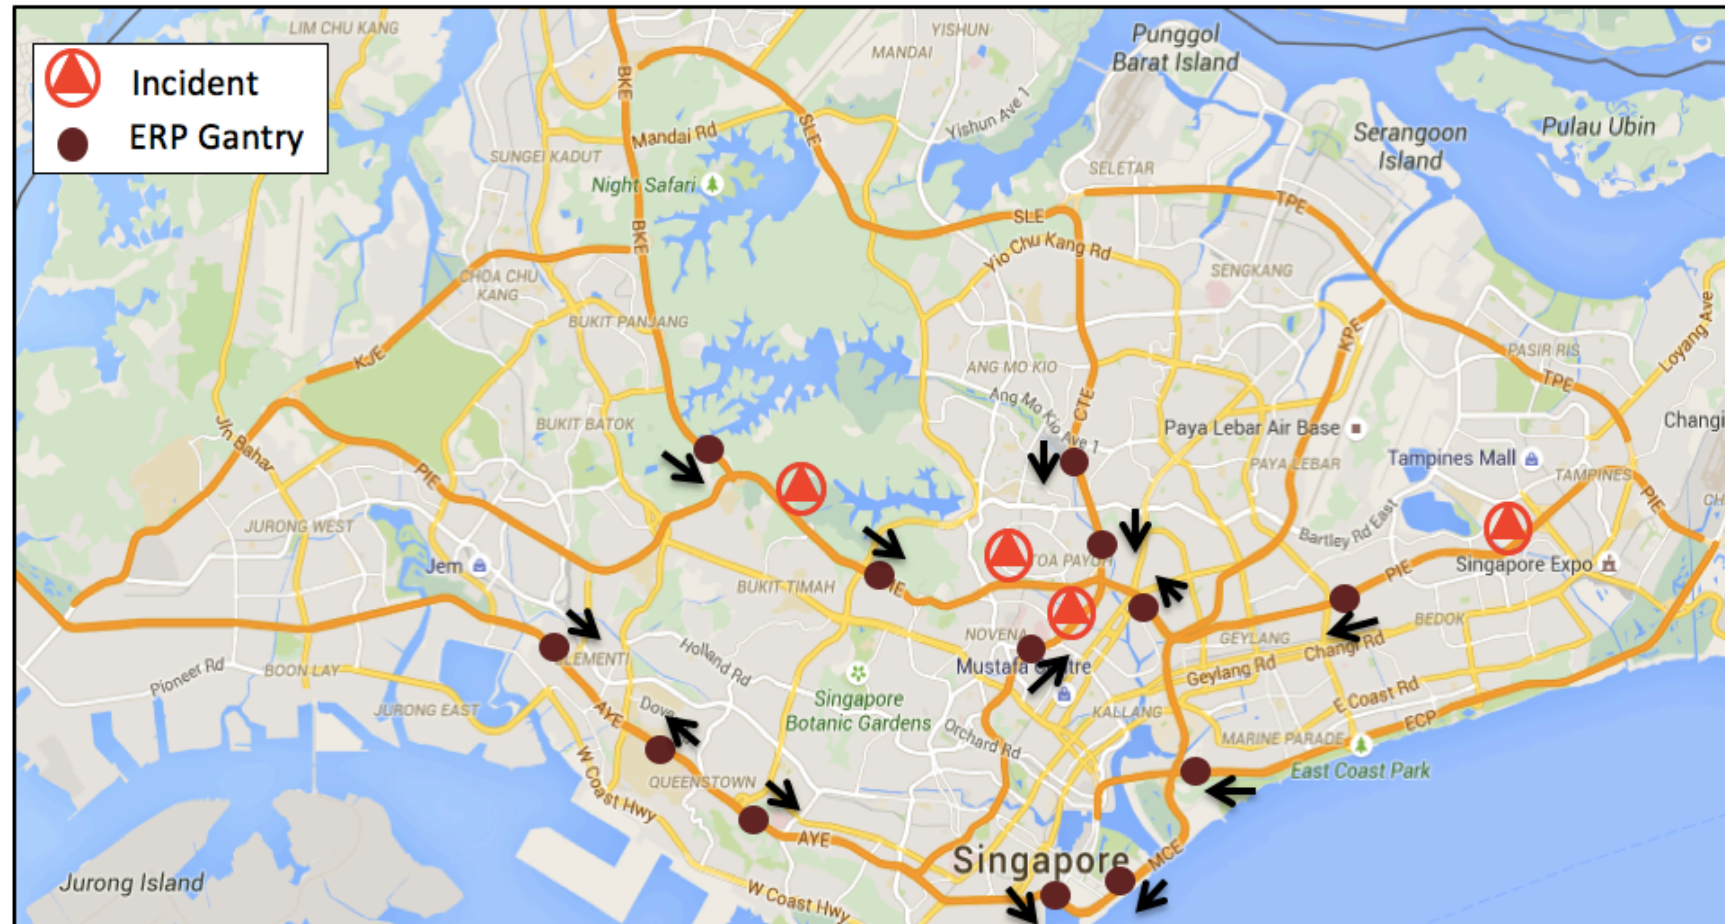 LIM CHU KANG
YISHUN
MANDAI
Punggol
Barat Island
Incident
ERP Gantry
BKE
SLE
Mandai Rd
Yishun Ave 1
Serangoon
Island
Pulau Ubin
SUNGEI KADUT
Night Safari
SELETAR
BKE
SLE
TPE
Yio Chu Kang Rd
CHOA CHU
KANG
SENGKANG
BUKIT PANJANG
KJE
KPE
Loyang Ave
PASIR RIS
ANG MO KIO
TPE
CTE
Ang Mo Kio Ave 1
BUKIT BATOK
Jln Bahar
Paya Lebar Air Base
Changi
PIE
PAYA LEBAR
Tampines Mall
TAMPINES
PIE
JURONG WEST
Bartley Rd East
Jem
TOA PAYOH
Singapore Expo
BUKIT TIMAH
PIE
BEDOK
NOVENA
GEYLANG
Changi Rd
CLEMENTI
Holland Rd
Mustafa Centre
Geylang Rd
Pioneer Rd
BOON LAY
E Coast Rd
Singapore
Botanic Gardens
JURONG EAST
AYE
KALLANG
ECP
Orchard Rd
MARINE PARADE
East Coast Park
QUEENSTOWN
W Coast Hwy
AYE
Singapore
MCE
Jurong Island
W Coast Hwy